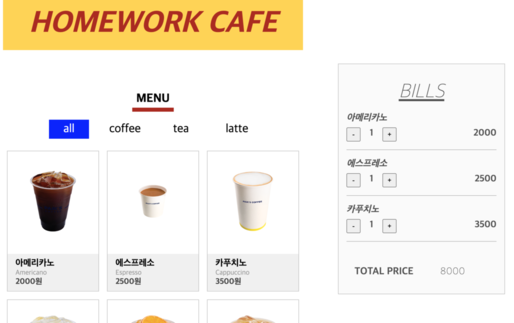 HOMEWORK CAFE
MENU
all coffee tea latte
아메리카노
Americano
2000원
에스프레소
Espresso
2500원
카푸치노
Cappuccino
3500원
BILLS
아메리카노
- 1 + 2000
에스프레소
- 1 + 2500
카푸치노
- 1 + 3500
TOTAL PRICE 8000